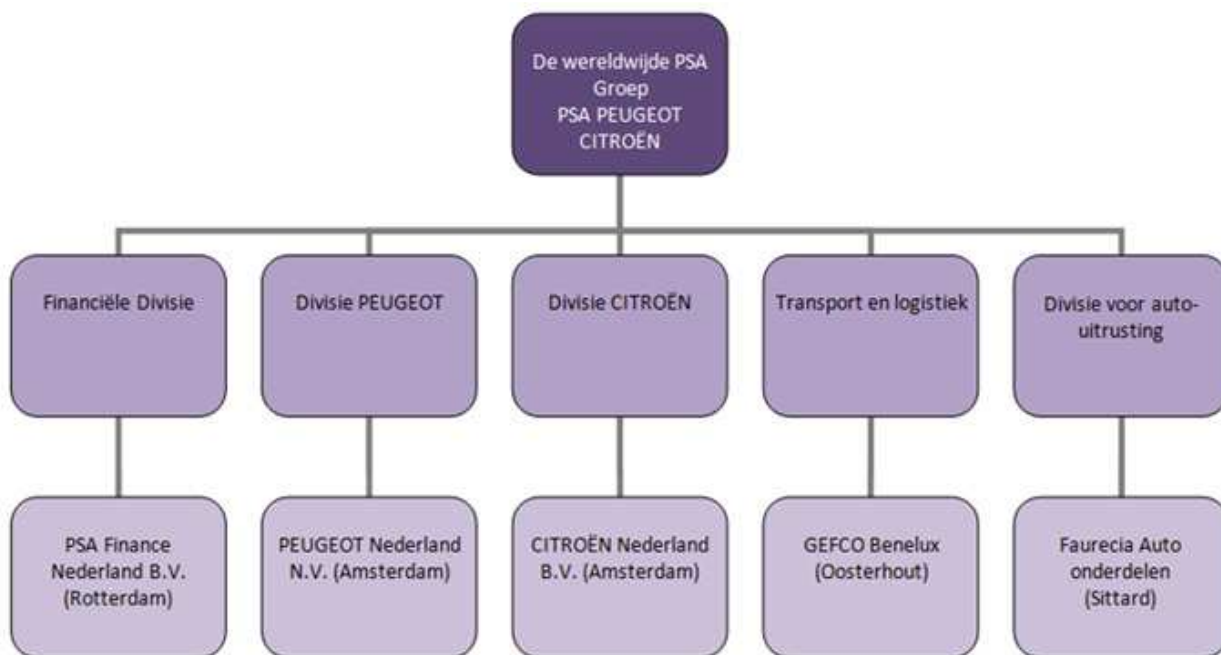 De wereldwijde PSA
Groep
PSA PEUGEOT
CITROËN
Financiële Divisie
Divisie PEUGEOT
Divisie CITROËN
Transport en logistiek
Divisie voor auto-
uitrusting
PSA Finance
Nederland B.V.
(Rotterdam)
PEUGEOT Nederland
N.V. (Amsterdam)
CITROËN Nederland
B.V. (Amsterdam)
GEFCO Benelux
(Oosterhout)
Faurecia Auto
onderdelen
(Sittard)